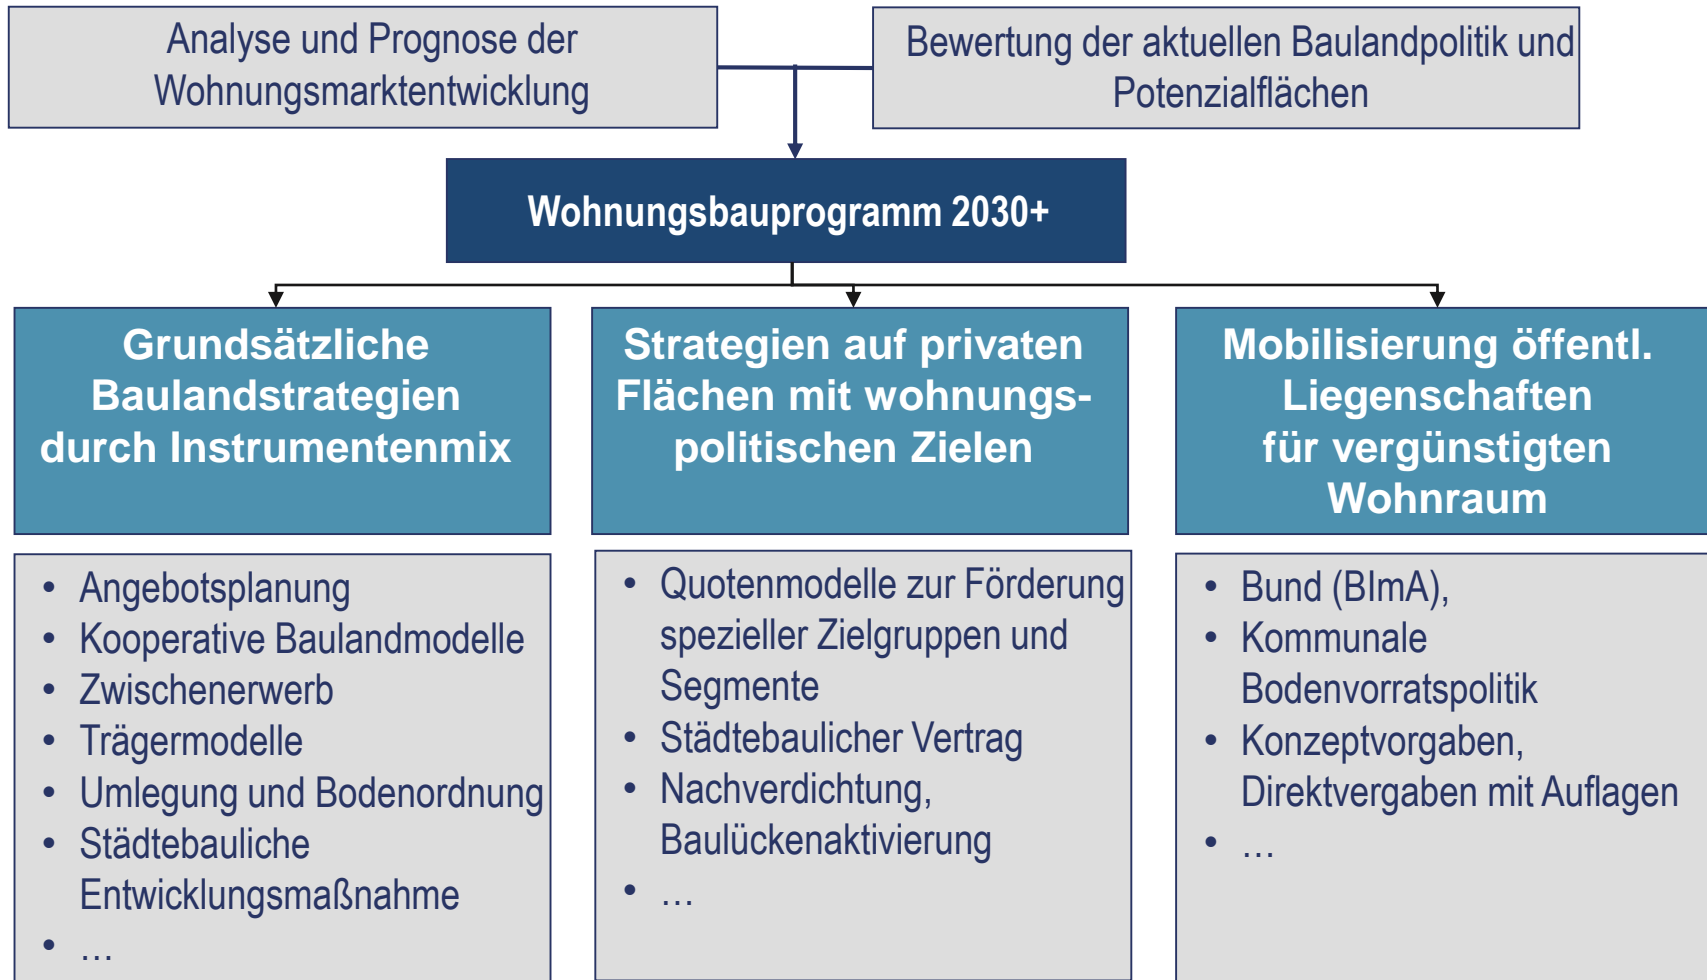 Analyse und Prognose der
Wohnungsmarktentwicklung
Bewertung der aktuellen Baulandpolitik und
Potenzialflächen
Wohnungsbauprogramm 2030+
Grundsätzliche
Baulandstrategien
durch Instrumentenmix
Strategien auf privaten
Flächen mit wohnungs-
politischen Zielen
Mobilisierung öffentl.
Liegenschaften
für vergünstigten
Wohnraum
• Angebotsplanung
• Kooperative Baulandmodelle
• Zwischenerwerb
• Trägermodelle
• Umlegung und Bodenordnung
• Städtebauliche
Entwicklungsmaßnahme
• …
• Quotenmodelle zur Förderung
spezieller Zielgruppen und
Segmente
• Städtebaulicher Vertrag
• Nachverdichtung,
Baulückenaktivierung
• …
• Bund (BImA),
• Kommunale
Bodenvorratspolitik
• Konzeptvorgaben,
Direktvergaben mit Auflagen
• …